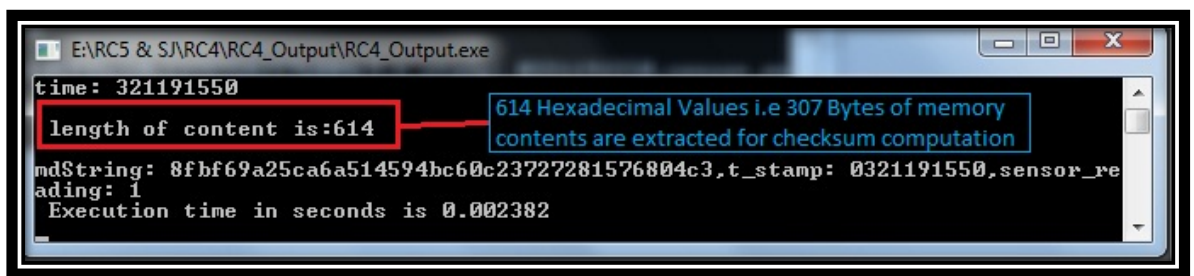 E:\RC5 & SJ\RC4\RC4_Output\RC4_Output.exe
time: 321191550
length of content is:614
614 Hexadecimal Values i.e 307 Bytes of memory
contents are extracted for checksum computation
mdString: 8fbf69a25ca6a514594bc60c23727281576804c3,t_stamp: 0321191550,sensor_re
ading: 1
Execution time in seconds is 0.002382